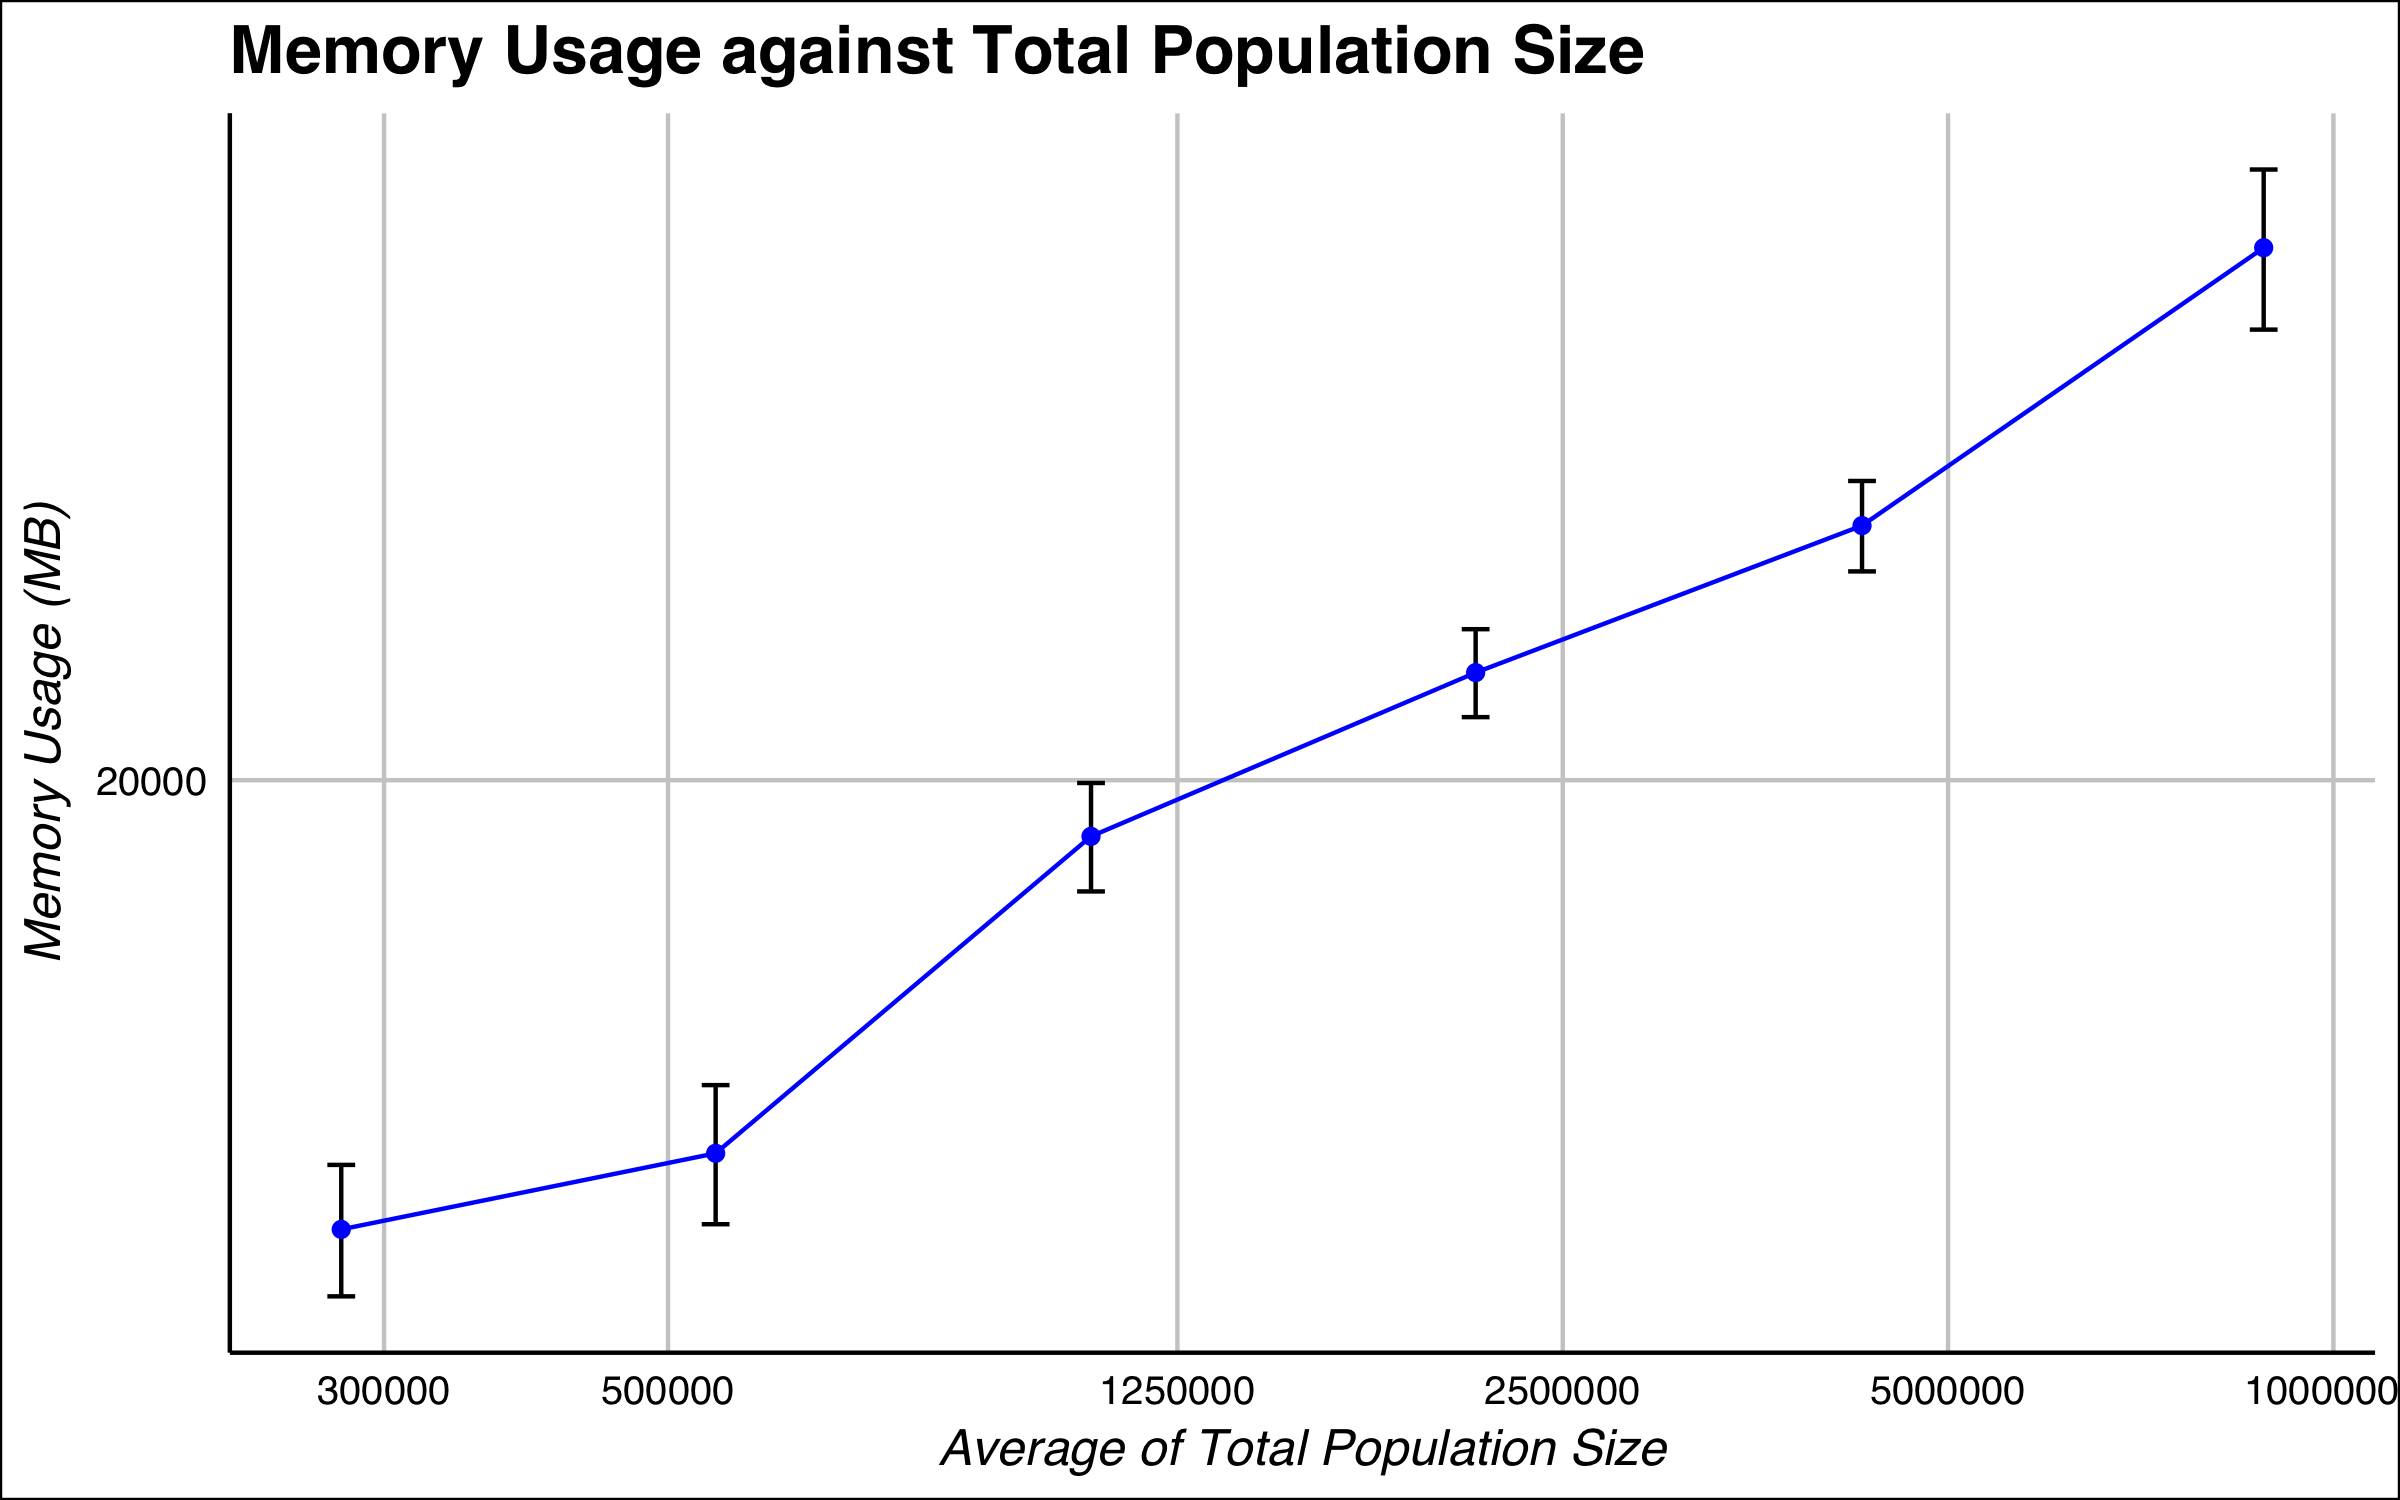 Memory Usage against Total Population Size
Memory Usage (MB)
20000
300000 500000 1250000 2500000 5000000 1000000
Average of Total Population Size